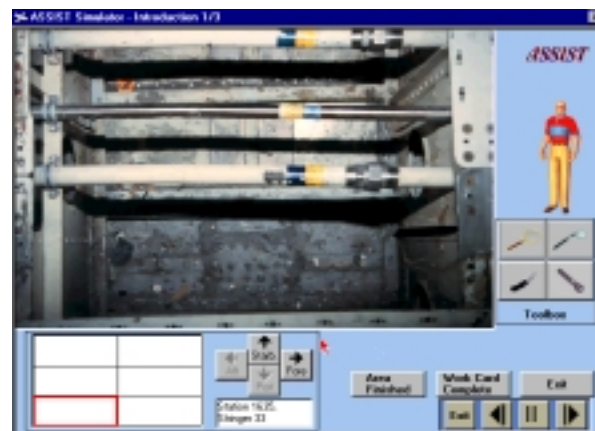 ASSIST Simulator - Introduction 1/3
ASSIST
Toolbox
Stab.
Aft
Fore
Port
Station 1635,
Stringer 33
Area
Finished
Work Card
Complete
Exit
Exit